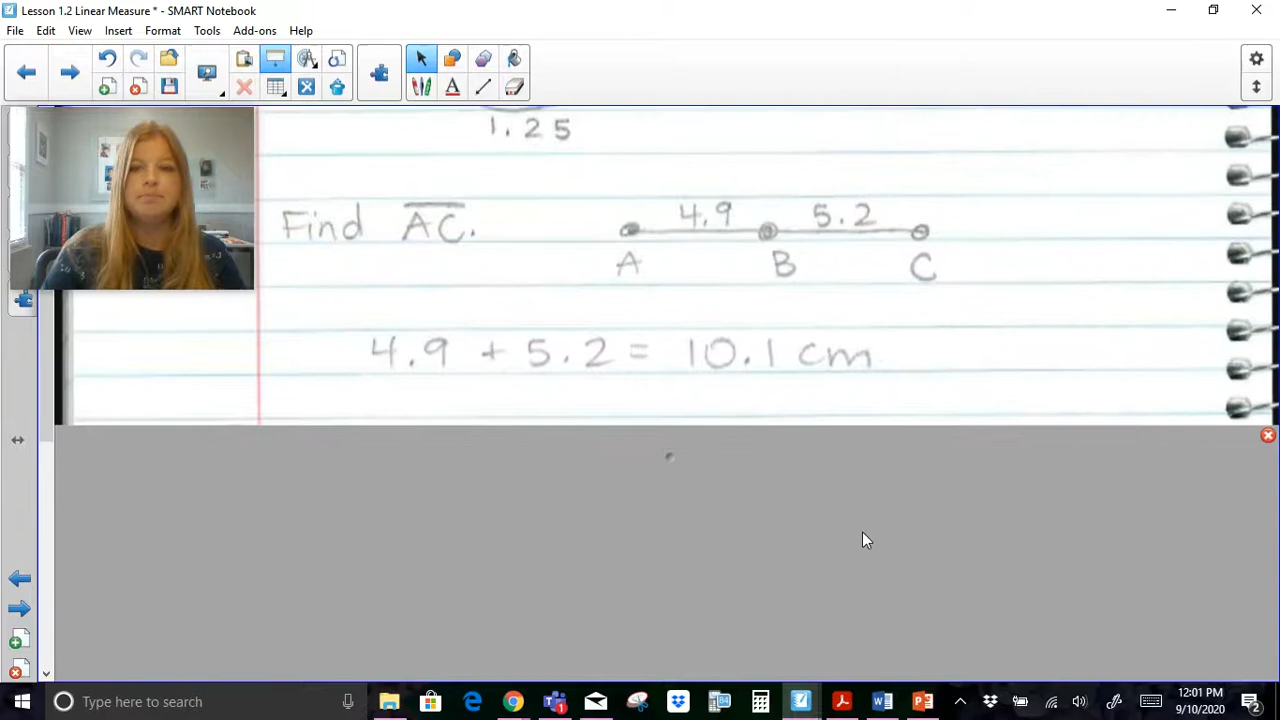 Lesson 1.2 Linear Measure * - SMART Notebook
File Edit View Insert Format Tools Add-ons Help
1.25
Find AC.
4.9 5.2
A B C
4.9 + 5.2 = 10.1 cm
Type here to search
12:01 PM
9/10/2020